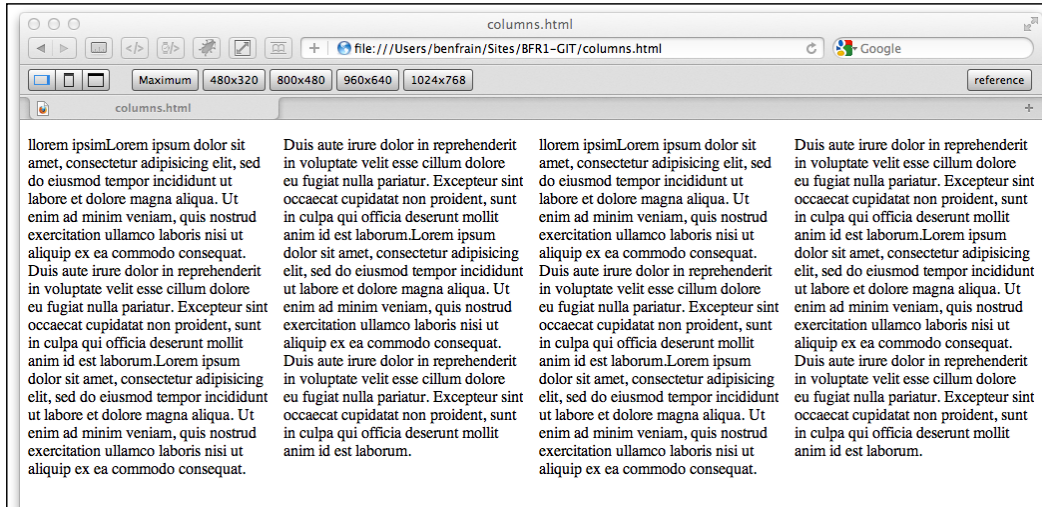 columns.html
file:///Users/benfrain/Sites/BFR1-GIT/columns.html
Google
Maximum 480x320 800x480 960x640 1024x768 reference
columns.html
llorem ipsimLorem ipsum dolor sit
amet, consectetur adipisicing elit, sed
do eiusmod tempor incididunt ut
labore et dolore magna aliqua. Ut
enim ad minim veniam, quis nostrud
exercitation ullamco laboris nisi ut
aliquip ex ea commodo consequat.
Duis aute irure dolor in reprehenderit
in voluptate velit esse cillum dolore
eu fugiat nulla pariatur. Excepteur sint
occaecat cupidatat non proident, sunt
in culpa qui officia deserunt mollit
anim id est laborum.Lorem ipsum
dolor sit amet, consectetur adipisicing
elit, sed do eiusmod tempor incididunt
ut labore et dolore magna aliqua. Ut
enim ad minim veniam, quis nostrud
exercitation ullamco laboris nisi ut
aliquip ex ea commodo consequat.
Duis aute irure dolor in reprehenderit
in voluptate velit esse cillum dolore
eu fugiat nulla pariatur. Excepteur sint
occaecat cupidatat non proident, sunt
in culpa qui officia deserunt mollit
anim id est laborum.Lorem ipsum
dolor sit amet, consectetur adipisicing
elit, sed do eiusmod tempor incididunt
ut labore et dolore magna aliqua. Ut
enim ad minim veniam, quis nostrud
exercitation ullamco laboris nisi ut
aliquip ex ea commodo consequat.
Duis aute irure dolor in reprehenderit
in voluptate velit esse cillum dolore
eu fugiat nulla pariatur. Excepteur sint
occaecat cupidatat non proident, sunt
in culpa qui officia deserunt mollit
anim id est laborum.
llorem ipsimLorem ipsum dolor sit
amet, consectetur adipisicing elit, sed
do eiusmod tempor incididunt ut
labore et dolore magna aliqua. Ut
enim ad minim veniam, quis nostrud
exercitation ullamco laboris nisi ut
aliquip ex ea commodo consequat.
Duis aute irure dolor in reprehenderit
in voluptate velit esse cillum dolore
eu fugiat nulla pariatur. Excepteur sint
occaecat cupidatat non proident, sunt
in culpa qui officia deserunt mollit
anim id est laborum.Lorem ipsum
dolor sit amet, consectetur adipisicing
elit, sed do eiusmod tempor incididunt
ut labore et dolore magna aliqua. Ut
enim ad minim veniam, quis nostrud
exercitation ullamco laboris nisi ut
aliquip ex ea commodo consequat.
Duis aute irure dolor in reprehenderit
in voluptate velit esse cillum dolore
eu fugiat nulla pariatur. Excepteur sint
occaecat cupidatat non proident, sunt
in culpa qui officia deserunt mollit
anim id est laborum.Lorem ipsum
dolor sit amet, consectetur adipisicing
elit, sed do eiusmod tempor incididunt
ut labore et dolore magna aliqua. Ut
enim ad minim veniam, quis nostrud
exercitation ullamco laboris nisi ut
aliquip ex ea commodo consequat.
Duis aute irure dolor in reprehenderit
in voluptate velit esse cillum dolore
eu fugiat nulla pariatur. Excepteur sint
occaecat cupidatat non proident, sunt
in culpa qui officia deserunt mollit
anim id est laborum.